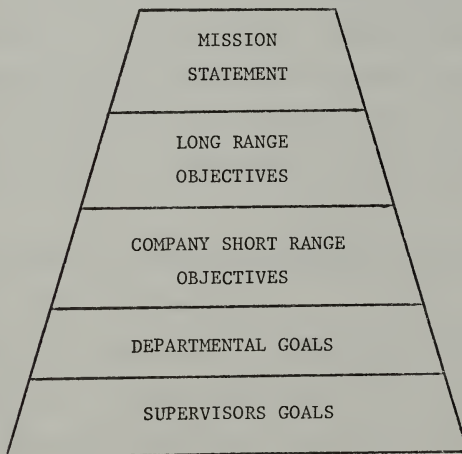 MISSION
STATEMENT
LONG RANGE
OBJECTIVES
COMPANY SHORT RANGE
OBJECTIVES
DEPARTMENTAL GOALS
SUPERVISORS GOALS